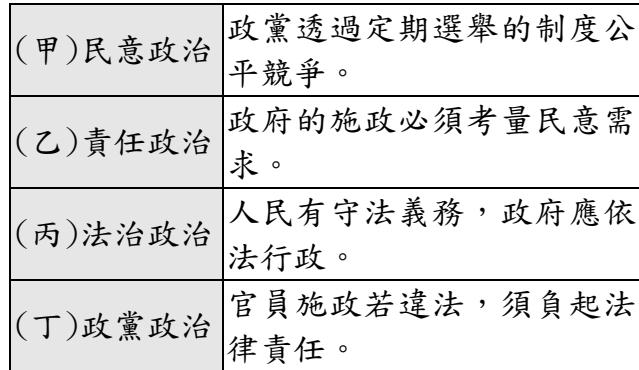 (甲)民意政治
政黨透過定期選舉的制度公
平競爭。
(乙)責任政治
政府的施政必須考量民意需
求。
(丙)法治政治
人民有守法義務，政府應依
法行政。
(丁)政黨政治
官員施政若違法，須負起法
律責任。